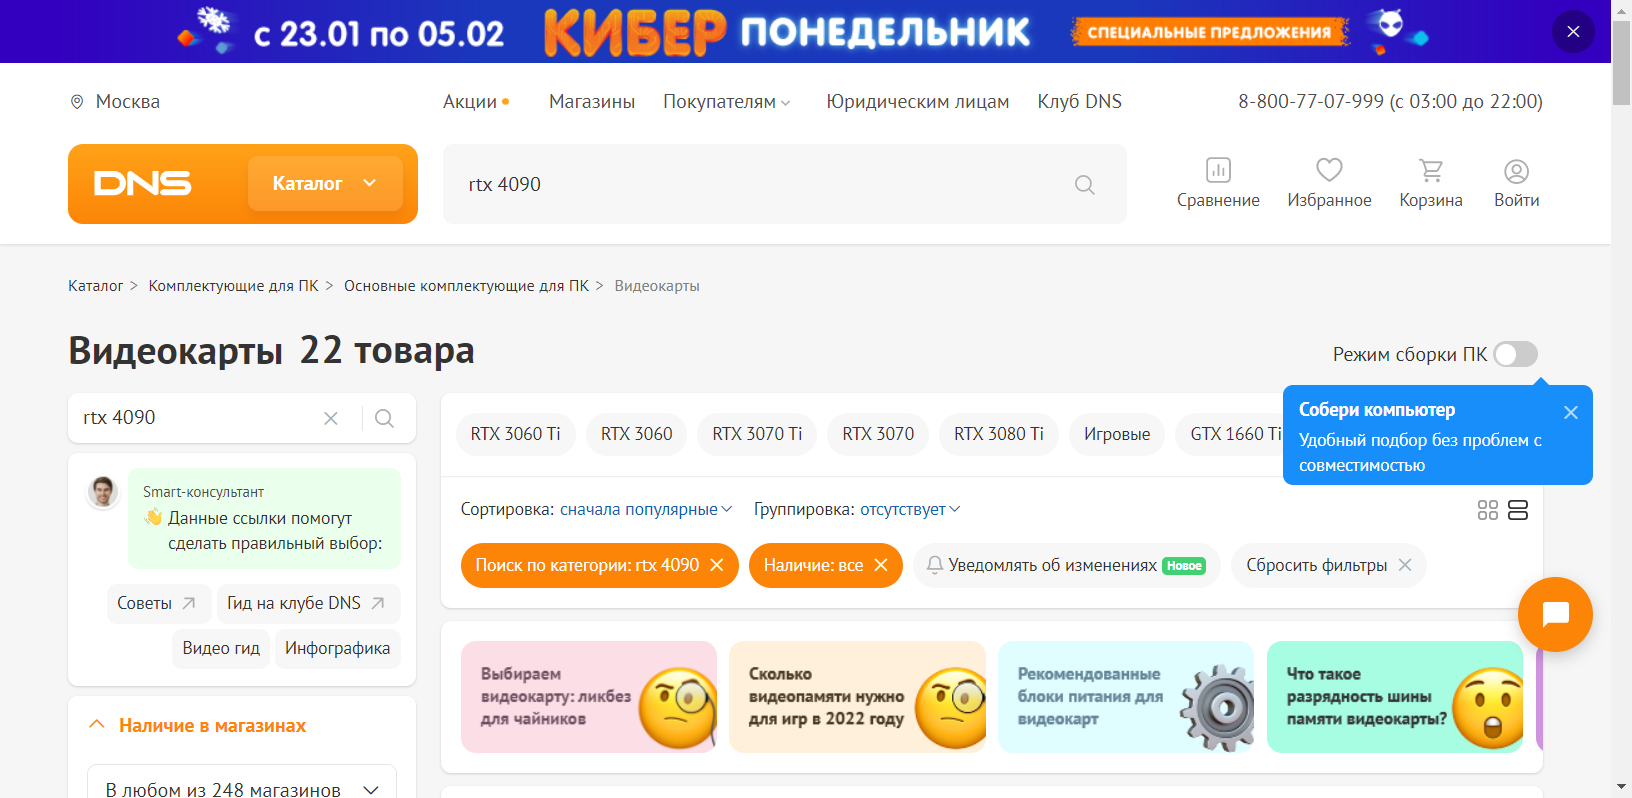 с 23.01 по 05.02 КИБЕР ПОНЕДЕЛЬНИК СПЕЦИАЛЬНЫЕ ПРЕДЛОЖЕНИЯ
Москва Акции Магазины Покупателям Юридическим лицам Клуб DNS 8-800-77-07-999 (с 03:00 до 22:00)
DNS Каталог rtx 4090
Сравнение Избранное Корзина Войти
Каталог > Комплектующие для ПК > Основные комплектующие для ПК > Видеокарты
Видеокарты 22 товара
Режим сборки ПК
Собери компьютер
Удобный подбор без проблем с
совместимостью
rtx 4090
RTX 3060 Ti RTX 3060 RTX 3070 Ti RTX 3070 RTX 3080 Ti Игровые GTX 1660 Ti
Smart-консультант
Данные ссылки помогут
сделать правильный выбор:
Советы Гид на клубе DNS
Видео гид Инфографика
Сортировка: сначала популярные Группировка: отсутствует
Поиск по категории: rtx 4090 Наличие: все Уведомлять об изменениях Новое Сбросить фильтры
Выбираем
видеокарту: ликбез
для чайников
Сколько
видеопамяти нужно
для игр в 2022 году
Рекомендованные
блоки питания для
видеокарт
Что такое
разрядность шины
памяти видеокарты?
Наличие в магазинах
В любом из 248 магазинов